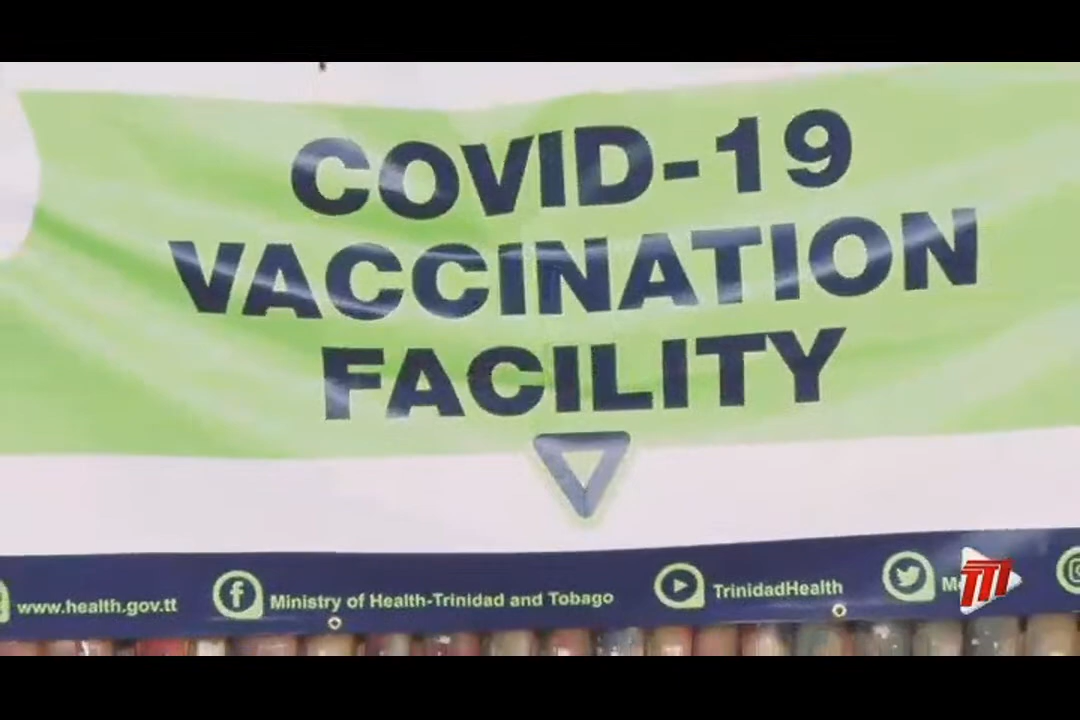 COVID-19
VACCINATION
FACILITY
www.health.gov.tt
Ministry of Health-Trinidad and Tobago
TrinidadHealth